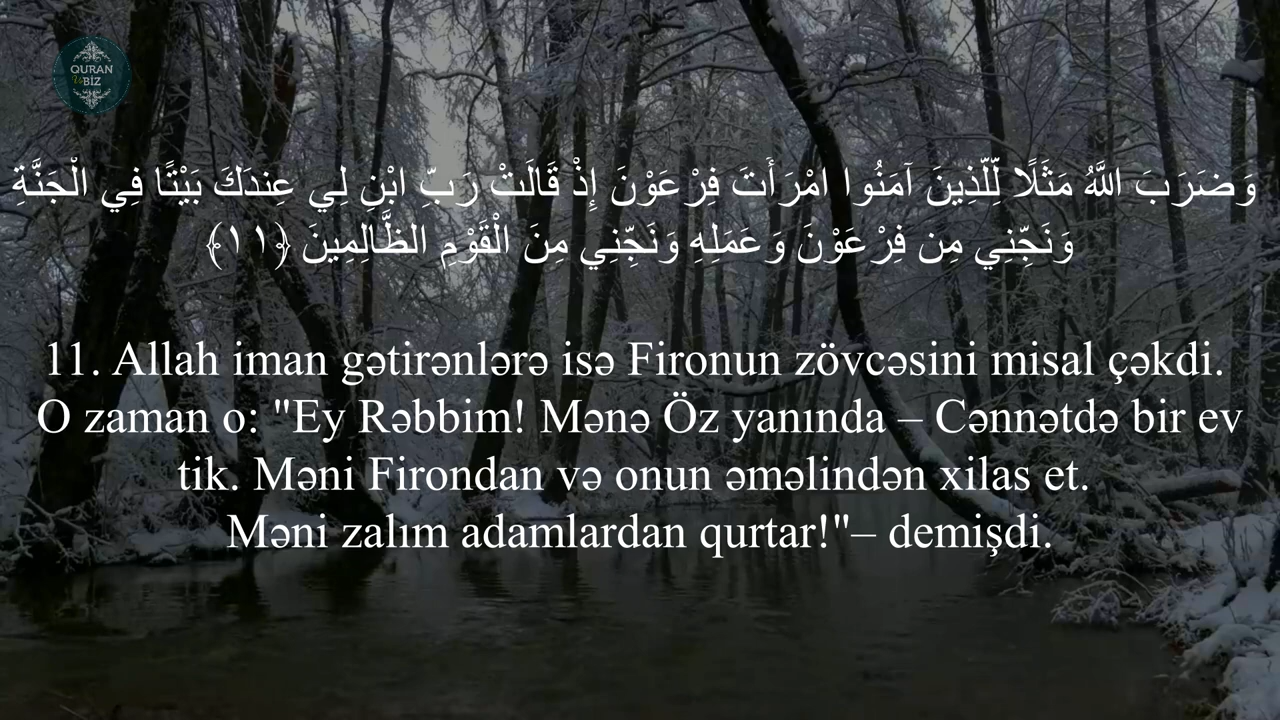 QURAN
Və BİZ
وَضَرَبَ اللَّهُ مَثَلًا لِّلَّذِينَ آمَنُوا امْرَأَتَ فِرْعَوْنَ إِذْ قَالَتْ رَبِّ ابْنِ لِي عِندَكَ بَيْتًا فِي الْجَنَّةِ
وَنَجِّنِي مِن فِرْعَوْنَ وَعَمَلِهِ وَنَجِّنِي مِنَ الْقَوْمِ الظَّالِمِينَ ﴿١١﴾
11. Allah iman gətirənlərə isə Fironun zövcəsini misal çəkdi.
O zaman o: "Ey Rəbbim! Mənə Öz yanında – Cənnətdə bir ev
tik. Məni Firondan və onun əməlindən xilas et.
Məni zalım adamlardan qurtar!"– demişdi.